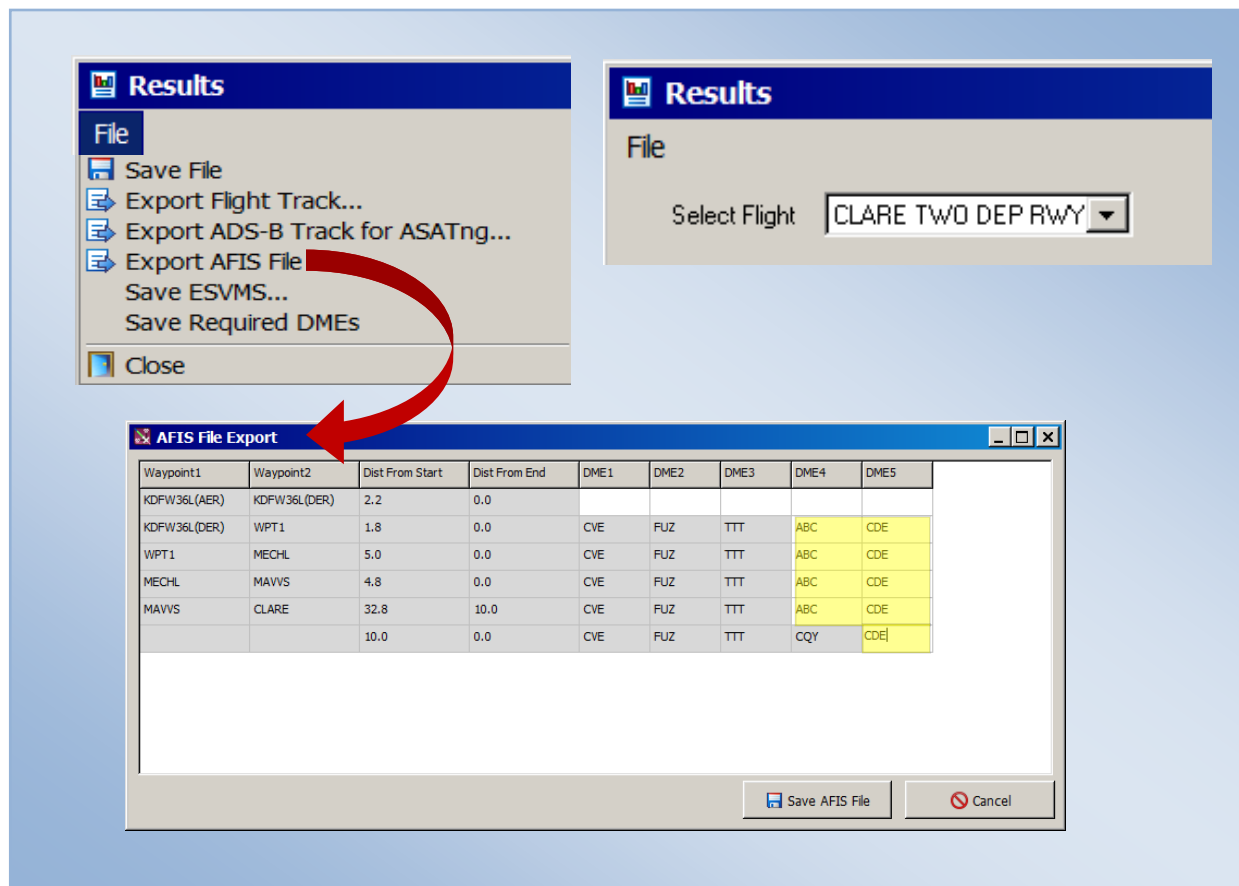 Results
File
Save File
Export Flight Track...
Export ADS-B Track for ASATng...
Export AFIS File
Save ESVMS...
Save Required DMEs
Close
Results
File
Select Flight CLARE TWO DEP RWY
AFIS File Export
Waypoint1 Waypoint2 Dist From Start Dist From End DME1 DME2 DME3 DME4 DME5
KDFW36L(AER) KDFW36L(DER) 2.2 0.0
KDFW36L(DER) WPT1 1.8 0.0 CVE FUZ TTT ABC CDE
WPT1 MECHL 5.0 0.0 CVE FUZ TTT ABC CDE
MECHL MAVVS 4.8 0.0 CVE FUZ TTT ABC CDE
MAVVS CLARE 32.8 10.0 CVE FUZ TTT ABC CDE
10.0 0.0 CVE FUZ TTT CQY CDE
Save AFIS File Cancel